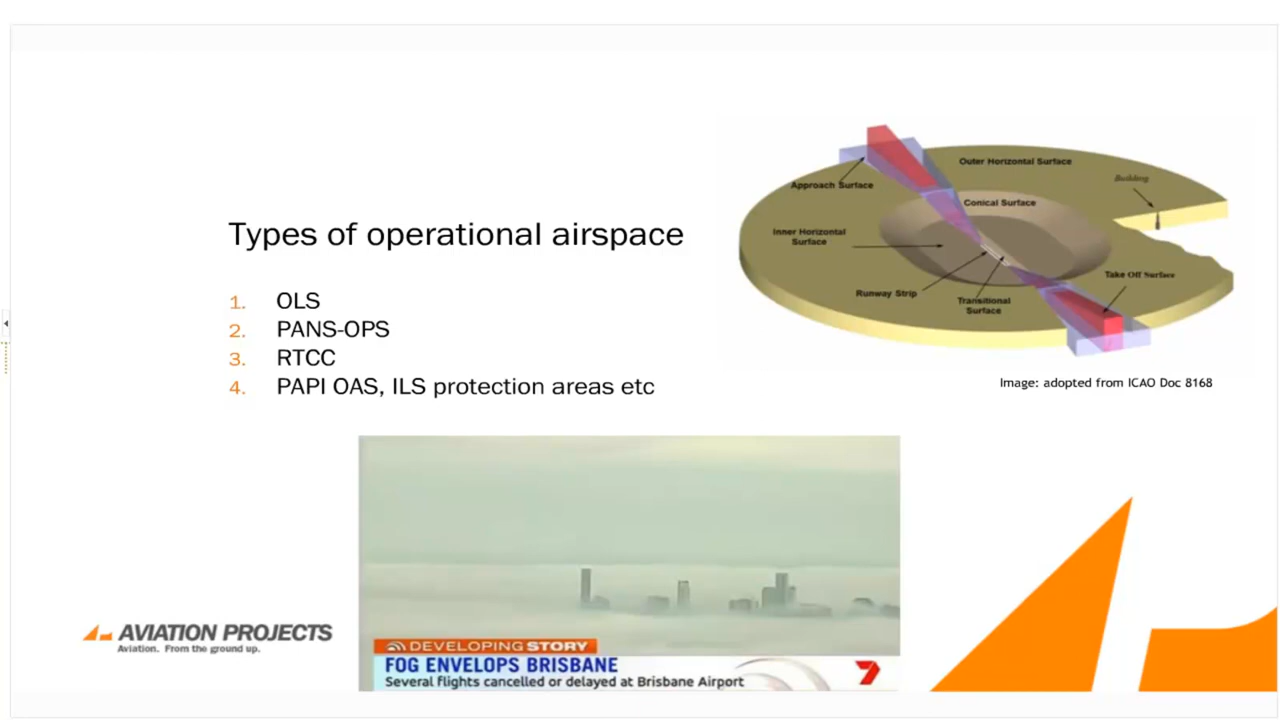 Types of operational airspace
1. OLS
2. PANS-OPS
3. RTCC
4. PAPI OAS, ILS protection areas etc
Outer Horizontal Surface
Building
Approach Surface
Conical Surface
Inner Horizontal
Surface
Take Off Surface
Runway Strip
Transitional
Surface
Image: adopted from ICAO Doc 8168
DEVELOPING STORY
FOG ENVELOPS BRISBANE
Several flights cancelled or delayed at Brisbane Airport
7
AVIATION PROJECTS
Aviation. From the ground up.